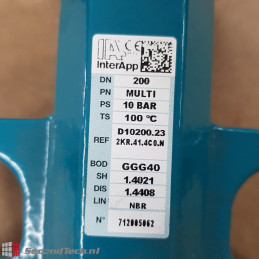 IA
InterApp
DN 200
PN MULTI
PS 10 BAR
TS 100 °C
REF D10200.23
2KR.41.4C0.N
BOD GGG40
SH 1.4021
DIS 1.4408
LIN NBR
N° 712005062
SecondTech.nl